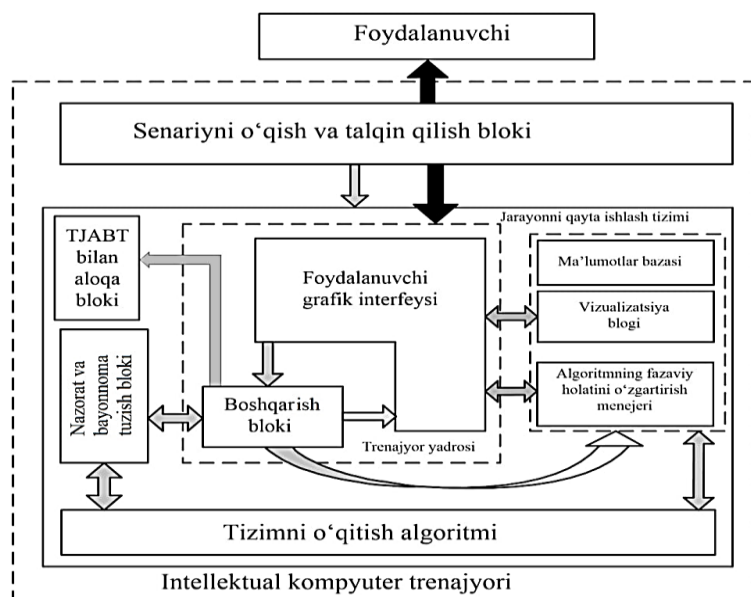 Foydalanuvchi
Senariyni o‘qish va talqin qilish bloki
Jarayonni qayta ishlash tizimi
TJABT
bilan
aloqa
bloki
Foydalanuvchi
grafik interfeysi
Ma’lumotlar bazasi
Vizualizatsiya
blogi
Nazorat va
bayonnoma
tuzish bloki
Boshqarish
bloki
Algoritmning fazaviy
holatini o‘zgartirish
menejeri
Trenajyor yadrosi
Tizimni o‘qitish algoritmi
Intellektual kompyuter trenajyori